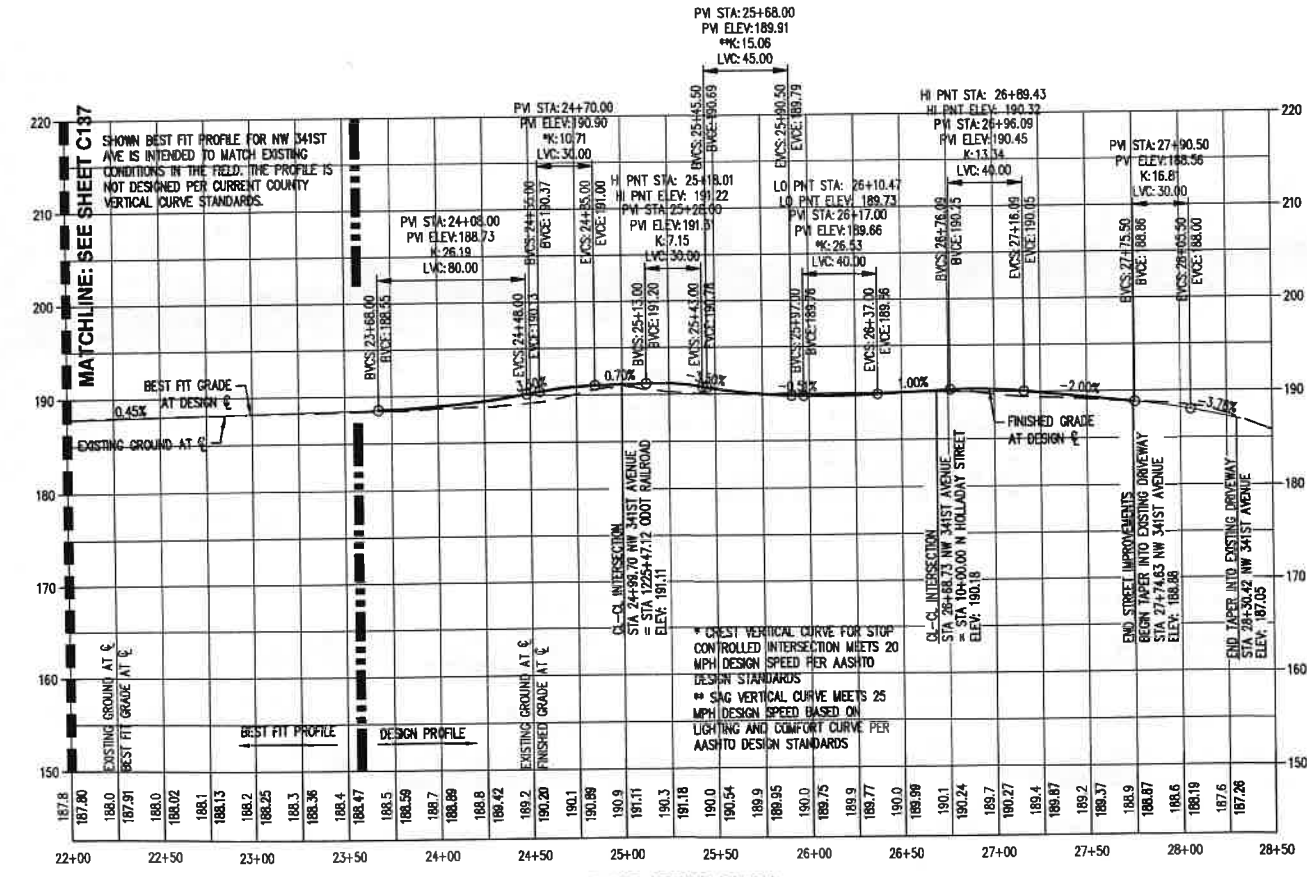 PVI STA: 25+68.00
PVI ELEV:189.91
**K:15.06
LVC: 45.00
BVCS: 25+45.50
BVCE:190.69
EVCS: 25+90.50
EVCE:189.79
PVI STA:24+70.00
PVI ELEV:190.90
*K:10.71
LVC:30.00
BVCS: 24+55.00
BVCE:190.37
EVCS: 24+85.00
EVCE:191.00
HI PNT STA: 26+89.43
HI PNT ELEV: 190.32
PVI STA:26+96.09
PVI ELEV:190.45
K:13.34
LVC: 40.00
BVCS: 26+76.09
BVCE:190.25
EVCS: 27+16.09
EVCE:190.05
PVI STA:27+90.50
PVI ELEV:188.56
K:16.8
LVC:30.00
BVCS: 27+75.50
BVCE: 188.86
EVCS: 28+05.50
EVCE:188.00
HI PNT STA: 25+18.01
HI PNT ELEV: 191.22
PVI STA:25+28.00
PVI ELEV:191.31
K:7.15
LVC:30.00
BVCS: 25+13.00
BVCE:191.20
EVCS: 25+43.00
EVCE:190.78
LO PNT STA: 26+10.47
LO PNT ELEV: 189.73
PVI STA:26+17.00
PVI ELEV:189.66
*K:26.53
LVC:40.00
BVCS: 25+97.00
BVCE:189.76
EVCS: 26+37.00
EVCE:189.86
PVI STA:24+08.00
PVI ELEV:188.73
K:26.19
LVC:80.00
BVCS: 23+68.00
BVCE:188.55
EVCS: 24+48.00
EVCE:190.13
MATCHLINE: SEE SHEET C137
SHOWN BEST FIT PROFILE FOR NW 341ST
AVE IS INTENDED TO MATCH EXISTING
CONDITIONS IN THE FIELD. THE PROFILE IS
NOT DESIGNED PER CURRENT COUNTY
VERTICAL CURVE STANDARDS.
220
210
200
190
180
170
160
150
220
210
200
190
180
170
160
150
BEST FIT GRADE
AT DESIGN ℄
0.45%
EXISTING GROUND AT ℄
3.50%
0.70%
-3.50%
-0.51%
1.00%
-2.00%
-3.78%
FINISHED GRADE
AT DESIGN ℄
CL-CL INTERSECTION
STA 24+99.70 NW 341ST AVENUE
= STA 1225+47.12 ODOT RAILROAD
ELEV: 191.11
CL-CL INTERSECTION
STA 26+68.73 NW 341ST AVENUE
= STA 10+00.00 N HOLLADAY STREET
ELEV: 190.18
END STREET IMPROVEMENTS
BEGIN TAPER INTO EXISTING DRIVEWAY
STA 27+74.63 NW 341ST AVENUE
ELEV: 188.88
END TAPER INTO EXISTING DRIVEWAY
STA 28+30.42 NW 341ST AVENUE
ELEV: 187.05
* CREST VERTICAL CURVE FOR STOP
CONTROLLED INTERSECTION MEETS 20
MPH DESIGN SPEED PER AASHTO
DESIGN STANDARDS
** SAG VERTICAL CURVE MEETS 25
MPH DESIGN SPEED BASED ON
LIGHTING AND COMFORT CURVE PER
AASHTO DESIGN STANDARDS
EXISTING GROUND AT ℄
BEST FIT GRADE AT ℄
BEST FIT PROFILE
DESIGN PROFILE
EXISTING GROUND AT ℄
FINISHED GRADE AT ℄
187.8
187.80
188.0
187.91
188.0
188.02
188.1
188.13
188.2
188.25
188.3
188.36
188.4
188.47
188.5
188.59
188.7
188.89
188.8
189.42
189.2
190.20
190.1
190.89
190.9
191.11
190.3
191.18
190.0
190.54
189.9
189.95
190.0
189.75
189.9
189.77
190.0
189.99
190.1
190.24
189.7
190.27
189.4
189.87
189.2
189.37
188.9
188.87
188.6
188.19
187.6
187.26
22+00
22+50
23+00
23+50
24+00
24+50
25+00
25+50
26+00
26+50
27+00
27+50
28+00
28+50